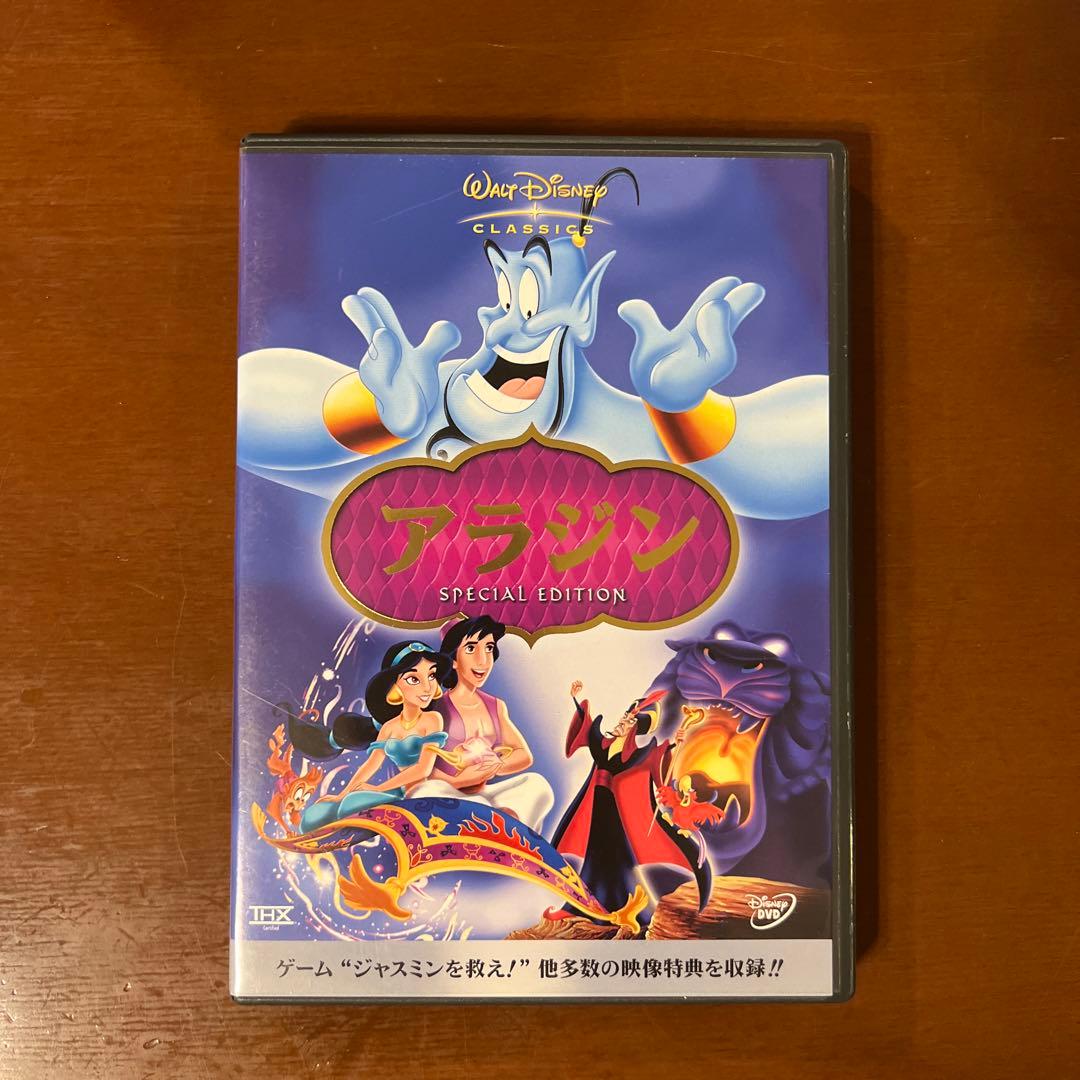 WALT DISNEY
CLASSICS
アラジン
SPECIAL EDITION
THX
Certified
DISNEY
DVD
ゲーム “ジャスミンを救え!” 他多数の映像特典を収録!!